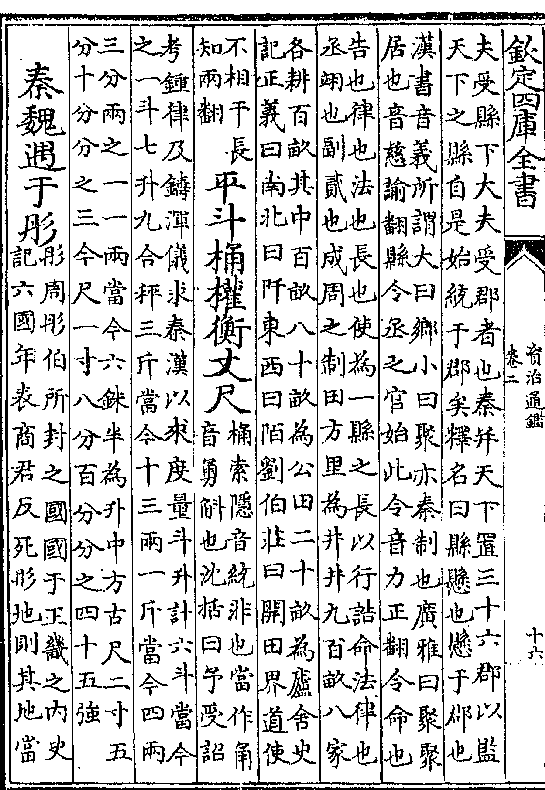 欽定四庫全書
資治通鑑
卷二
十六
夫受縣下大夫受郡者也秦并天下置三十六郡以監
天下之縣自是始統于郡矣釋名曰縣懸也懸于郡也
漢書音義所謂大曰鄉小曰聚亦秦制也廣雅曰聚聚
居也音慈諭翻縣令丞之官始此令音力正翻令命也
告也律也法也長也使為一縣之長以行詔命法律也
丞翊也副貳也成周之制田方里為井井九百畝八家
各耕百畝其中百畝八十畝為公田二十畝為廬舍史
記正義曰南北曰阡東西曰陌劉伯莊曰開田界道使
不相干長
知兩翻
平斗桶權衡丈尺
桶索隱音統非也當作甬
音勇斛也沈括曰予受詔
考鍾律及鑄渾儀求秦漢以來度量斗升計六斗當今
之一斗七升九合秤三斤當今十三兩一斤當今四兩
三分兩之一一兩當今六銖半為升中方古尺二寸五
分十分分之三今尺一寸八分百分分之四十五強
秦魏遇于彤
彤周彤伯所封之國國于王畿之内史
記六國年表商君反死彤地則其地當